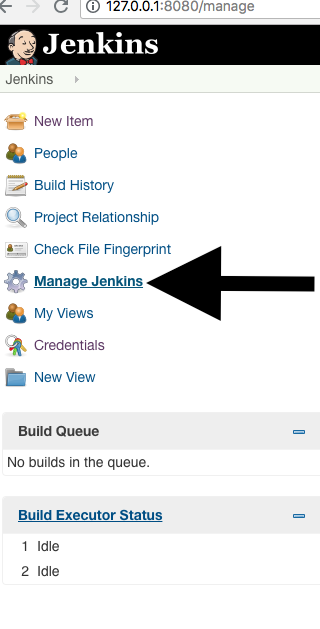 127.0.0.1:8080/manage
Jenkins
Jenkins
New Item
People
Build History
Project Relationship
Check File Fingerprint
Manage Jenkins
My Views
Credentials
New View
Build Queue
No builds in the queue.
Build Executor Status
1 Idle
2 Idle